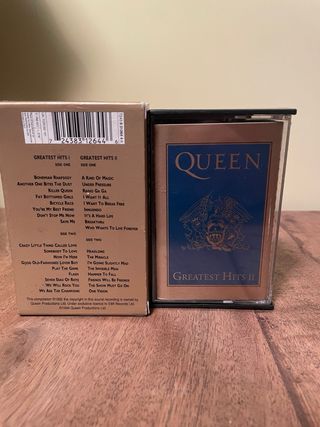 7 24383 12644 6
GREATEST HITS I
SIDE ONE
BOHEMIAN RHAPSODY
ANOTHER ONE BITES THE DUST
KILLER QUEEN
FAT BOTTOMED GIRLS
BICYCLE RACE
YOU'RE MY BEST FRIEND
DON'T STOP ME NOW
SAVE ME
SIDE TWO
CRAZY LITTLE THING CALLED LOVE
SOMEBODY TO LOVE
NOW I'M HERE
GOOD OLD-FASHIONED LOVER BOY
PLAY THE GAME
FLASH
SEVEN SEAS OF RHYE
WE WILL ROCK YOU
WE ARE THE CHAMPIONS
GREATEST HITS II
SIDE ONE
A KIND OF MAGIC
UNDER PRESSURE
RADIO GA GA
I WANT IT ALL
I WANT TO BREAK FREE
INNUENDO
IT'S A HARD LIFE
BREAKTHRU
WHO WANTS TO LIVE FOREVER
SIDE TWO
HEADLONG
THE MIRACLE
I'M GOING SLIGHTLY MAD
THE INVISIBLE MAN
HAMMER TO FALL
FRIENDS WILL BE FRIENDS
THE SHOW MUST GO ON
ONE VISION
QUEEN
GREATEST HITS II